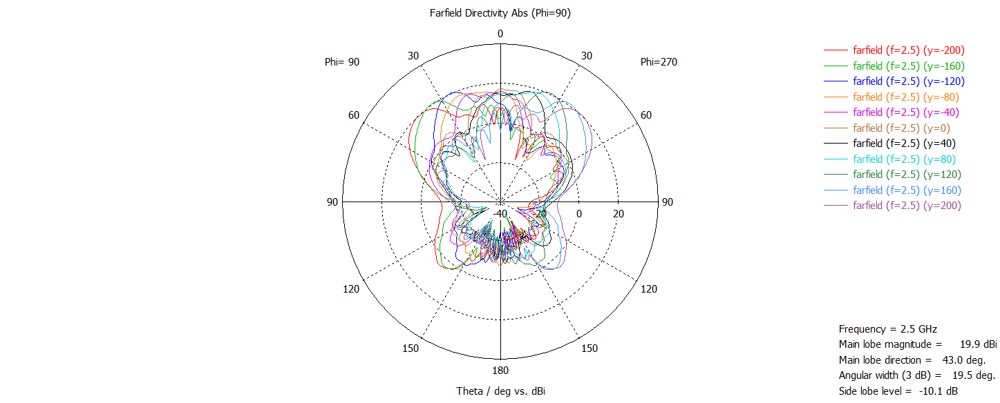 Farfield Directivity Abs (Phi=90)
0
30
30
Phi= 90
Phi=270
60
60
90
-40
-20
0
20
90
120
120
150
150
180
Theta / deg vs. dBi
farfield (f=2.5) (y=-200)
farfield (f=2.5) (y=-160)
farfield (f=2.5) (y=-120)
farfield (f=2.5) (y=-80)
farfield (f=2.5) (y=-40)
farfield (f=2.5) (y=0)
farfield (f=2.5) (y=40)
farfield (f=2.5) (y=80)
farfield (f=2.5) (y=120)
farfield (f=2.5) (y=160)
farfield (f=2.5) (y=200)
Frequency = 2.5 GHz
Main lobe magnitude = 19.9 dBi
Main lobe direction = 43.0 deg.
Angular width (3 dB) = 19.5 deg.
Side lobe level = -10.1 dB